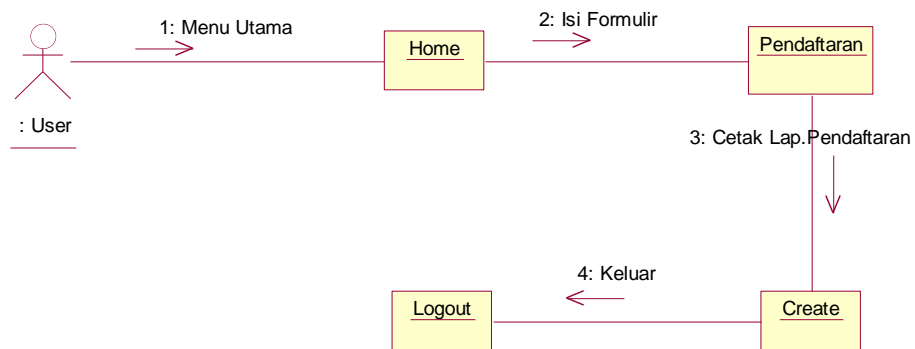 1: Menu Utama
2: Isi Formulir
Home
Pendaftaran
: User
3: Cetak Lap.Pendaftaran
4: Keluar
Logout
Create